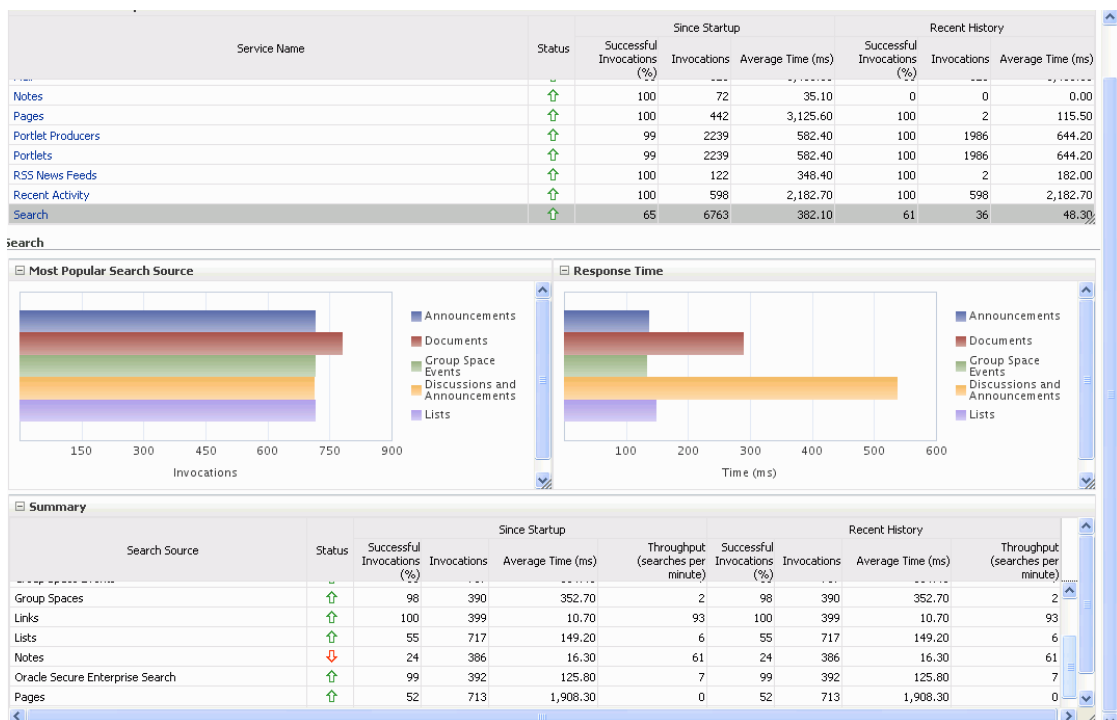 Since Startup Recent History
Service Name Status Successful Invocations (%) Invocations Average Time (ms) Successful Invocations (%) Invocations Average Time (ms)
Notes 100 72 35.10 0 0 0.00
Pages 100 442 3,125.60 100 2 115.50
Portlet Producers 99 2239 582.40 100 1986 644.20
Portlets 99 2239 582.40 100 1986 644.20
RSS News Feeds 100 122 348.40 100 2 182.00
Recent Activity 100 598 2,182.70 100 598 2,182.70
Search 65 6763 382.10 61 36 48.30
Search
Most Popular Search Source
Announcements
Documents
Group Space
Events
Discussions and
Announcements
Lists
150 300 450 600 750 900
Invocations
Response Time
Announcements
Documents
Group Space
Events
Discussions and
Announcements
Lists
100 200 300 400 500 600
Time (ms)
Summary
Since Startup Recent History
Search Source Status Successful Invocations (%) Invocations Average Time (ms) Throughput (searches per minute) Successful Invocations (%) Invocations Average Time (ms) Throughput (searches per minute)
Group Spaces 98 390 352.70 2 98 390 352.70 2
Links 100 399 10.70 93 100 399 10.70 93
Lists 55 717 149.20 6 55 717 149.20 6
Notes 24 386 16.30 61 24 386 16.30 61
Oracle Secure Enterprise Search 99 392 125.80 7 99 392 125.80 7
Pages 52 713 1,908.30 0 52 713 1,908.30 0